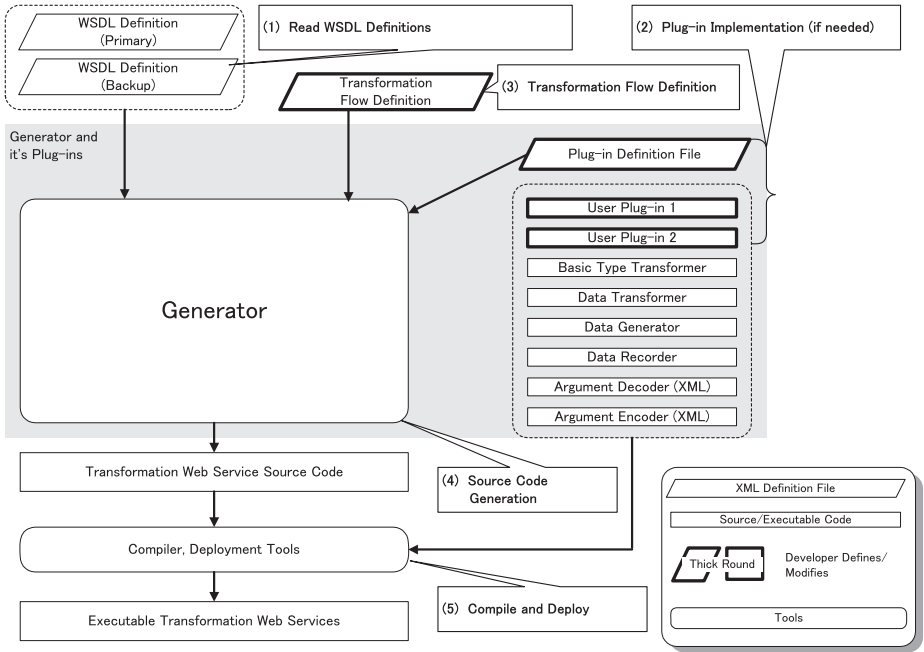 WSDL Definition
(Primary)
WSDL Definition
(Backup)
(1) Read WSDL Definitions
(2) Plug-in Implementation (if needed)
Transformation
Flow Definition
(3) Transformation Flow Definition
Generator and
it's Plug-ins
Plug-in Definition File
User Plug-in 1
User Plug-in 2
Basic Type Transformer
Data Transformer
Data Generator
Data Recorder
Argument Decoder (XML)
Argument Encoder (XML)
Generator
Transformation Web Service Source Code
(4) Source Code
Generation
Compiler, Deployment Tools
(5) Compile and Deploy
Executable Transformation Web Services
XML Definition File
Source/Executable Code
Thick Round
Developer Defines/
Modifies
Tools